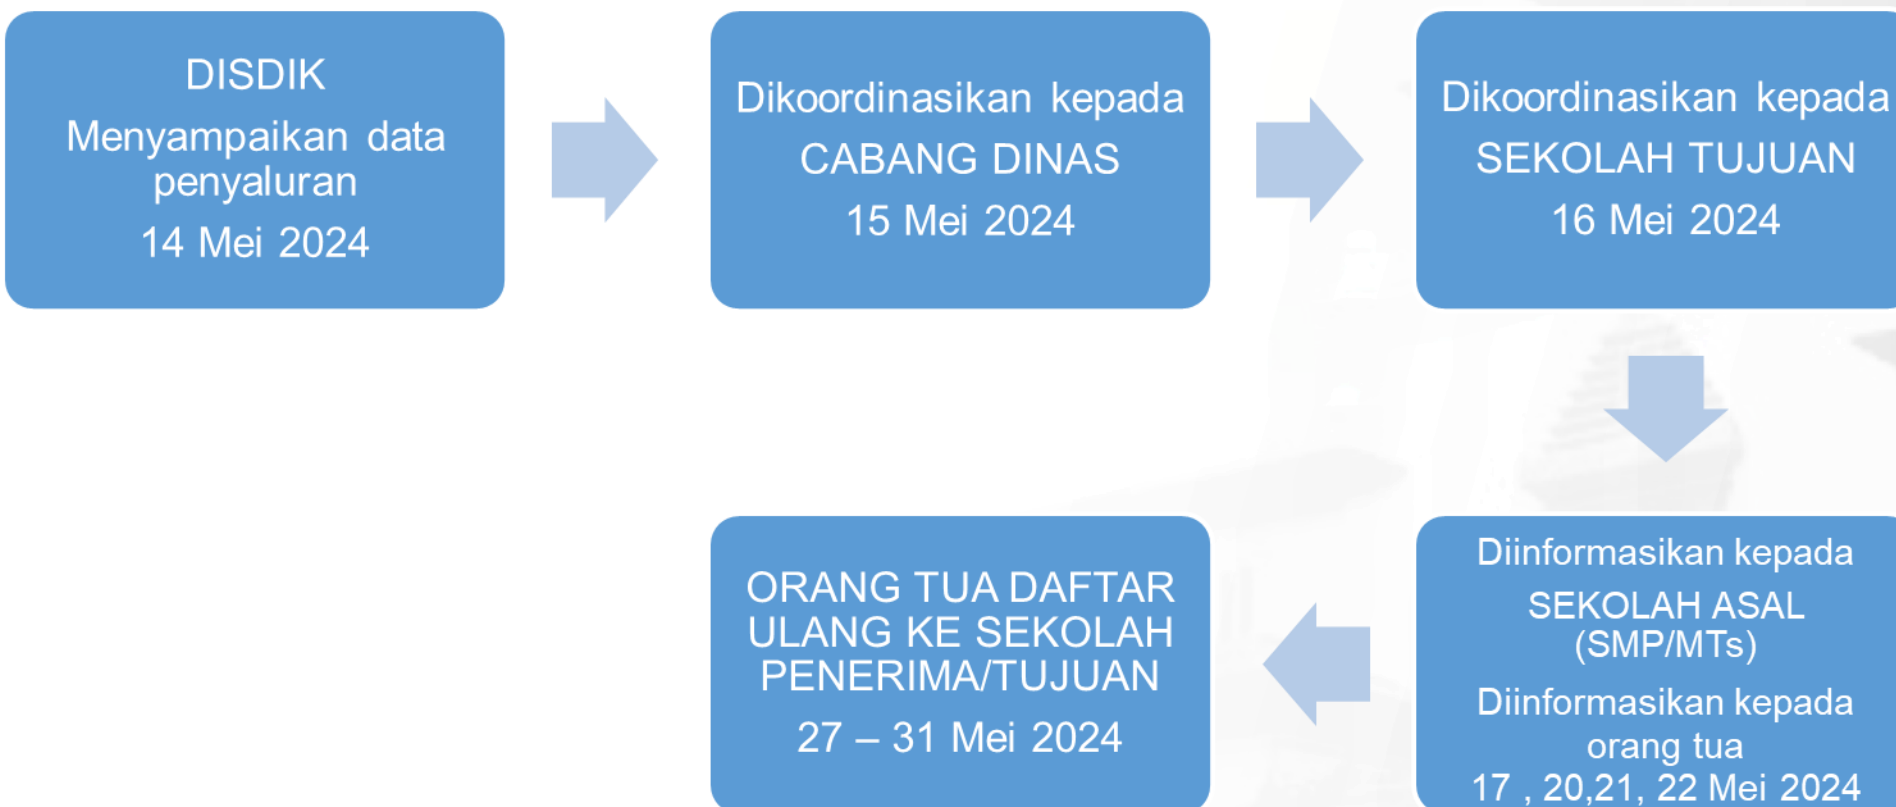 DISDIK
Menyampaikan data
penyaluran
14 Mei 2024
Dikoordinasikan kepada
CABANG DINAS
15 Mei 2024
Dikoordinasikan kepada
SEKOLAH TUJUAN
16 Mei 2024
Diinformasikan kepada
SEKOLAH ASAL
(SMP/MTs)
Diinformasikan kepada
orang tua
17 , 20,21, 22 Mei 2024
ORANG TUA DAFTAR
ULANG KE SEKOLAH
PENERIMA/TUJUAN
27 – 31 Mei 2024